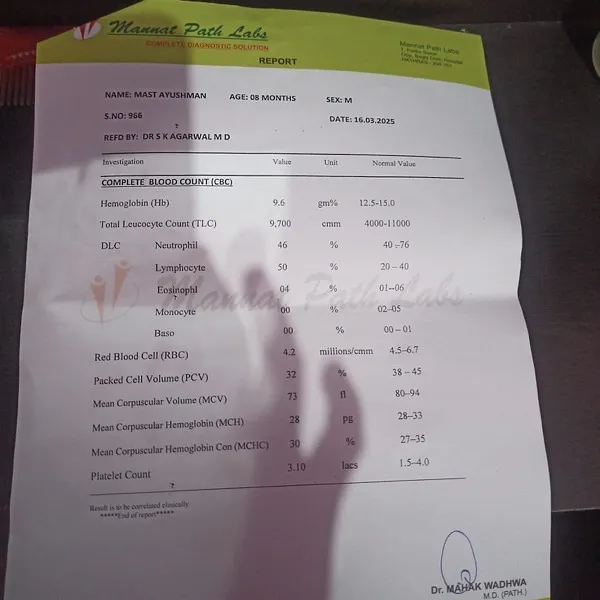 Mannat Path Labs
COMPLETE DIAGNOSTIC SOLUTION
REPORT
Mannat Path Labs
NAME: MAST AYUSHMAN AGE: 08 MONTHS SEX: M
S.NO: 966 DATE: 16.03.2025
?
REFD BY: DR S K AGARWAL M D
Investigation Value Unit Normal Value
COMPLETE BLOOD COUNT (CBC)
Hemoglobin (Hb) 9.6 gm% 12.5-15.0
Total Leucocyte Count (TLC) 9,700 cmm 4000-11000
DLC Neutrophil 46 % 40-76
Lymphocyte 50 % 20-40
Eosinophl 04 % 01-06
?
Mannat Path Labs
Monocyte 00 % 02-05
Baso 00 % 00-01
Red Blood Cell (RBC) 4.2 millions/cmm 4.5-6.7
Packed Cell Volume (PCV) 32 % 38-45
Mean Corpuscular Volume (MCV) 73 fl 80-94
Mean Corpuscular Hemoglobin (MCH) 28 pg 28-33
Mean Corpuscular Hemoglobin Con (MCHC) 30 % 27-35
Platelet Count 3.10 lacs 1.5-4.0
?
Result is to be correlated clinically
*****End of report*****
Dr. MAHAK WADHWA
M.D. (PATH.)